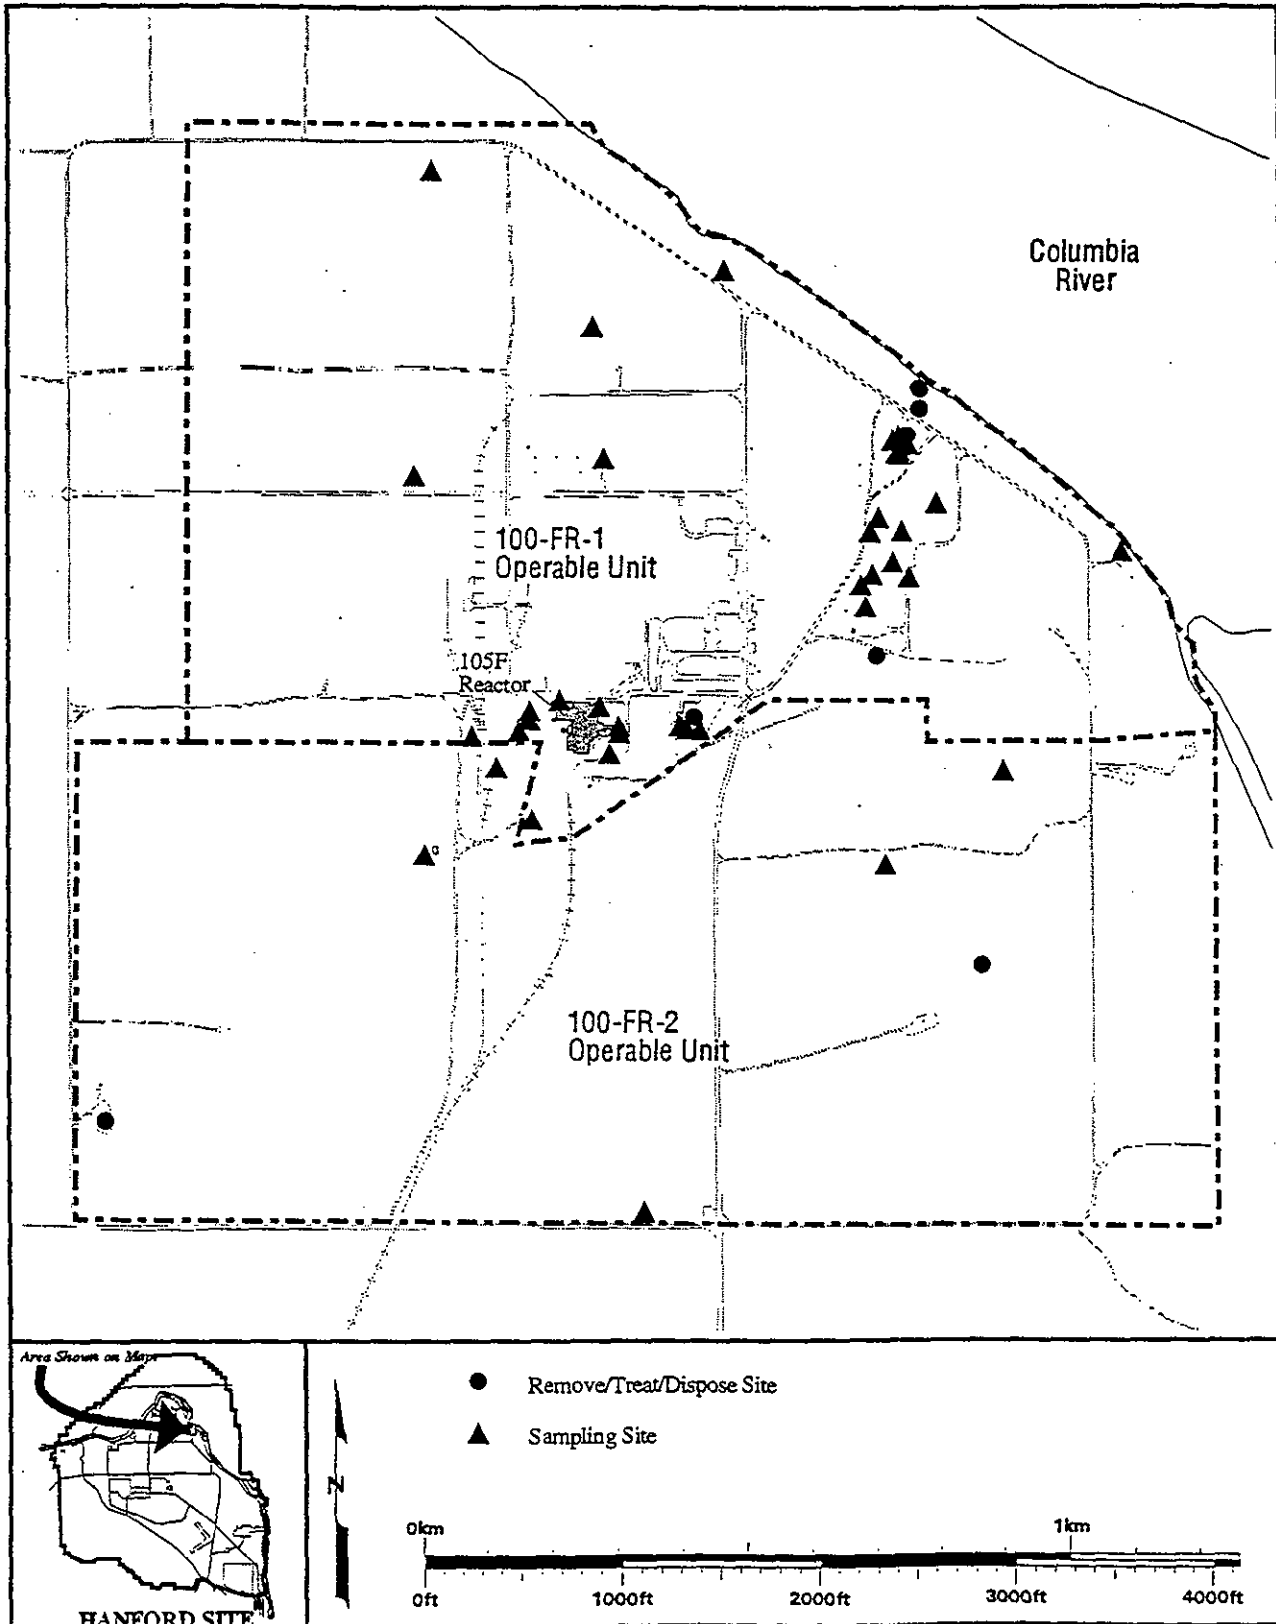 Columbia
River
100-FR-1
Operable Unit
105F
Reactor
100-FR-2
Operable Unit
Area Shown on Map
HANFORD SITE
N
Remove/Treat/Dispose Site
Sampling Site
0km
1km
0ft
1000ft
2000ft
3000ft
4000ft